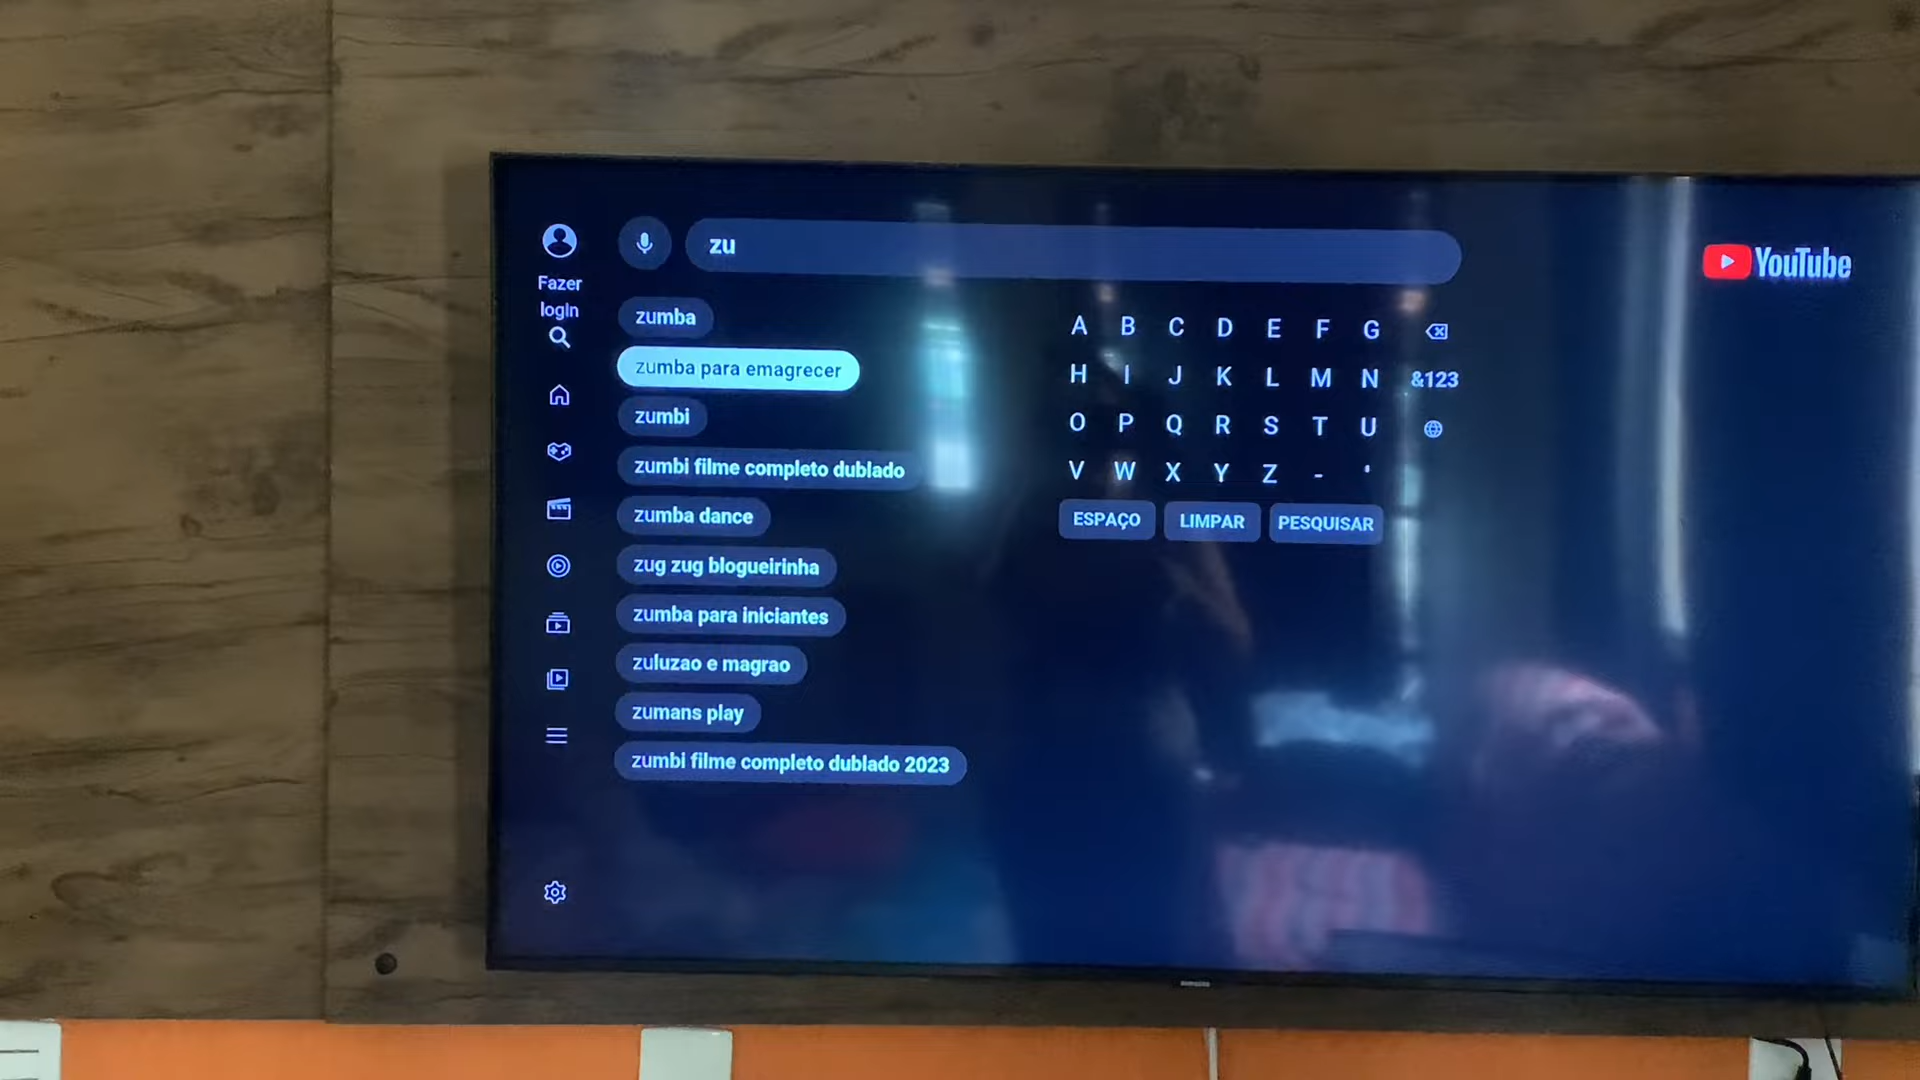 zu
YouTube
Fazer
login
zumba
zumba para emagrecer
zumbi
zumbi filme completo dublado
zumba dance
zug zug blogueirinha
zumba para iniciantes
zuluzao e magrao
zumans play
zumbi filme completo dublado 2023
A B C D E F G
H I J K L M N &123
O P Q R S T U
V W X Y Z - '
ESPAÇO LIMPAR PESQUISAR
SAMSUNG